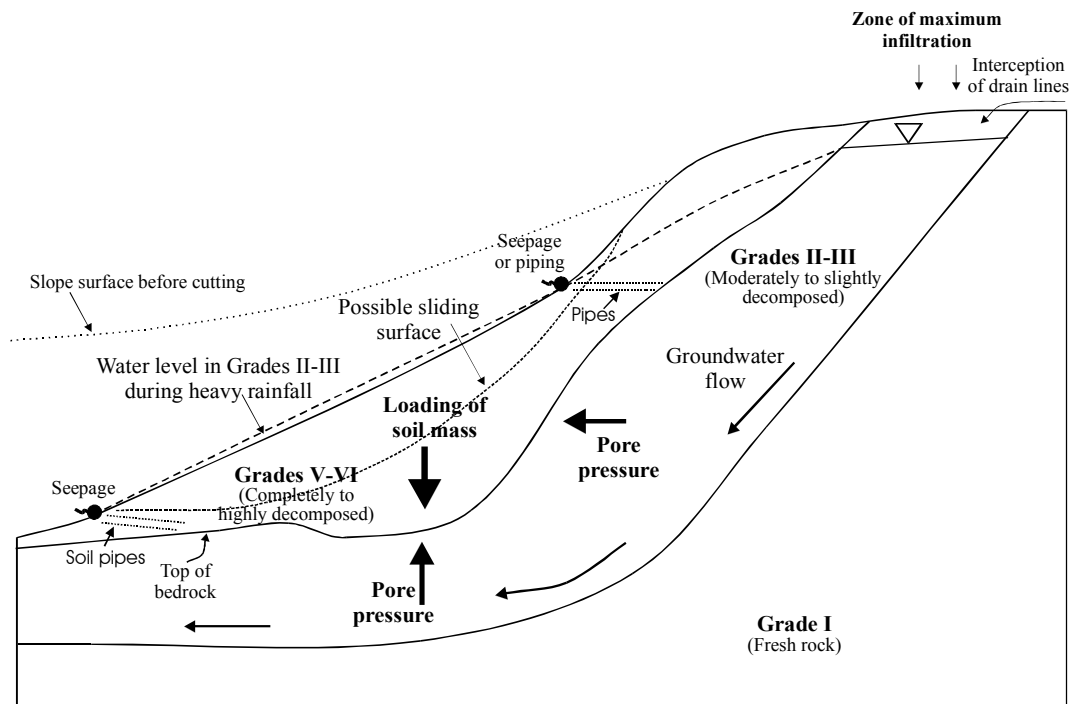 Zone of maximum
infiltration
Interception
of drain lines
Seepage
or piping
Slope surface before cutting
Possible sliding
surface
Pipes
Grades II-III
(Moderately to slightly
decomposed)
Water level in Grades II-III
during heavy rainfall
Groundwater
flow
Loading of
soil mass
Pore
pressure
Grades V-VI
(Completely to
highly decomposed)
Seepage
Soil pipes
Top of
bedrock
Pore
pressure
Grade I
(Fresh rock)